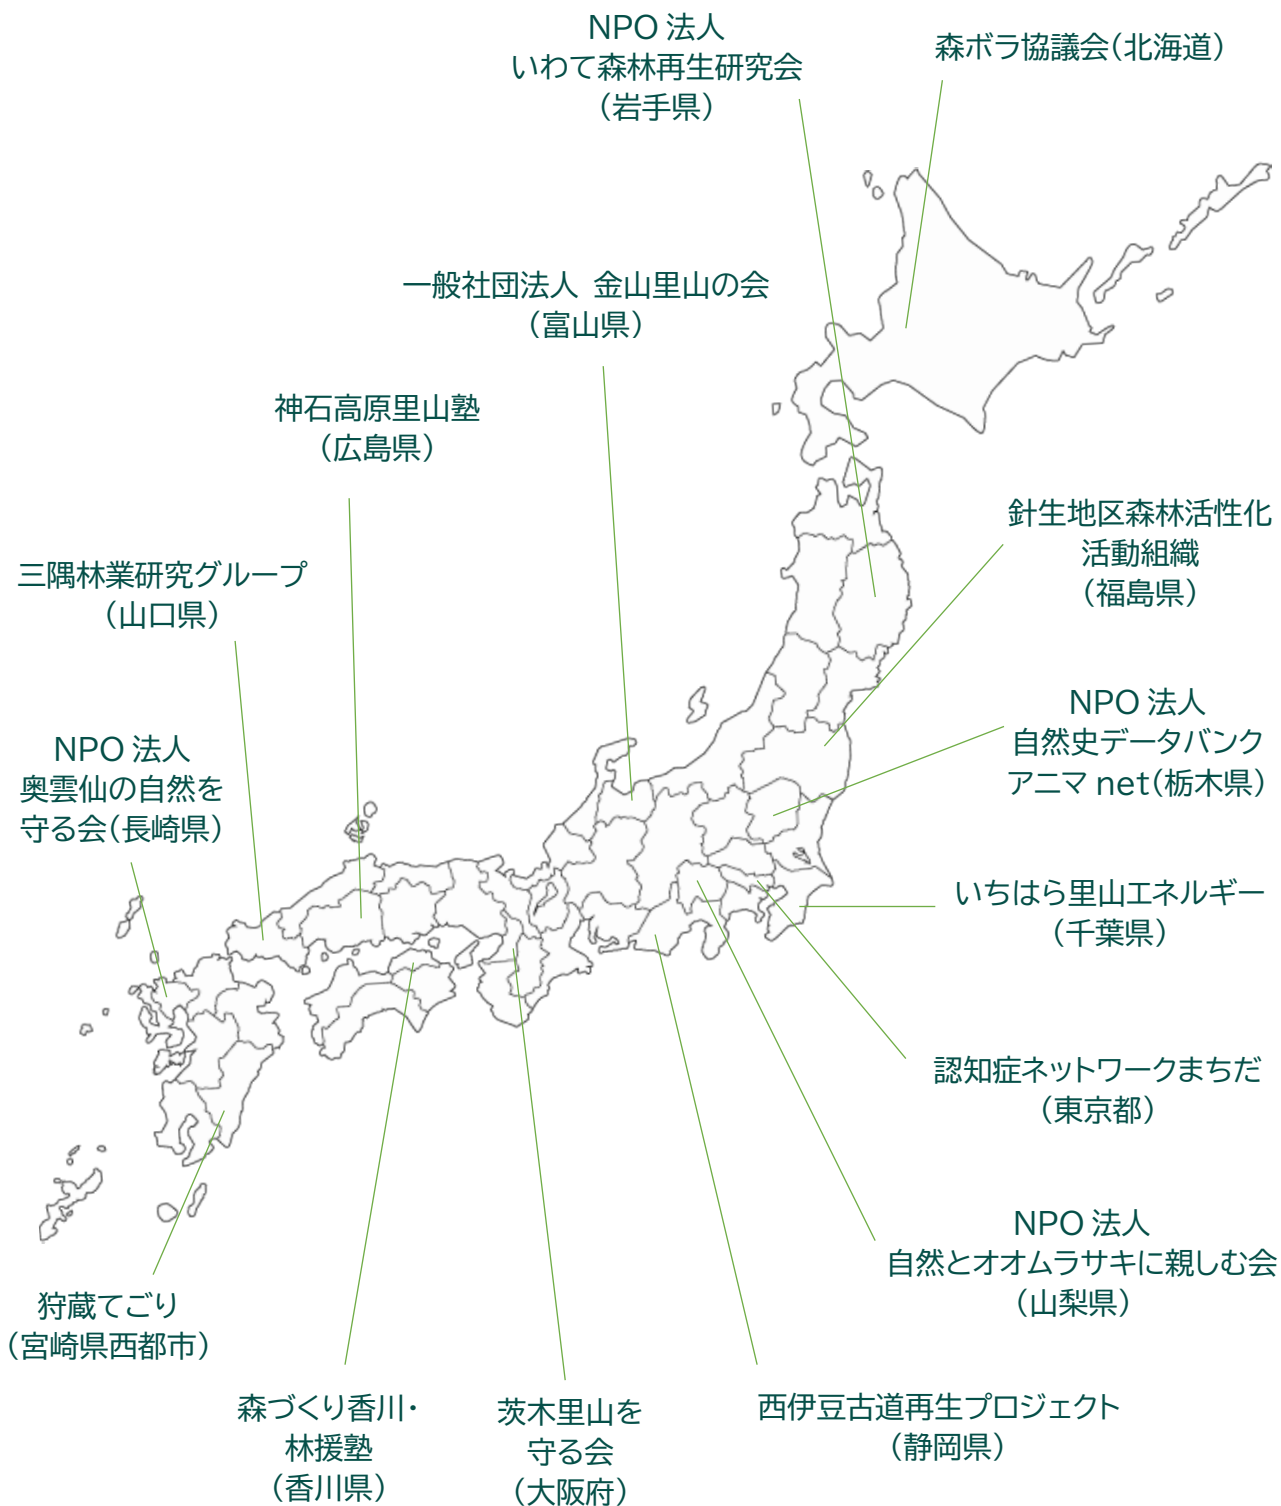 NPO 法人
いわて森林再生研究会
（岩手県）
森ボラ協議会（北海道）
一般社団法人 金山里山の会
（富山県）
神石高原里山塾
（広島県）
針生地区森林活性化
活動組織
（福島県）
三隅林業研究グループ
（山口県）
NPO 法人
自然史データバンク
アニマ net（栃木県）
NPO 法人
奥雲仙の自然を
守る会（長崎県）
いちはら里山エネルギー
（千葉県）
認知症ネットワークまちだ
（東京都）
NPO 法人
自然とオオムラサキに親しむ会
（山梨県）
狩蔵てごり
（宮崎県西都市）
森づくり香川・
林援塾
（香川県）
茨木里山を
守る会
（大阪府）
西伊豆古道再生プロジェクト
（静岡県）